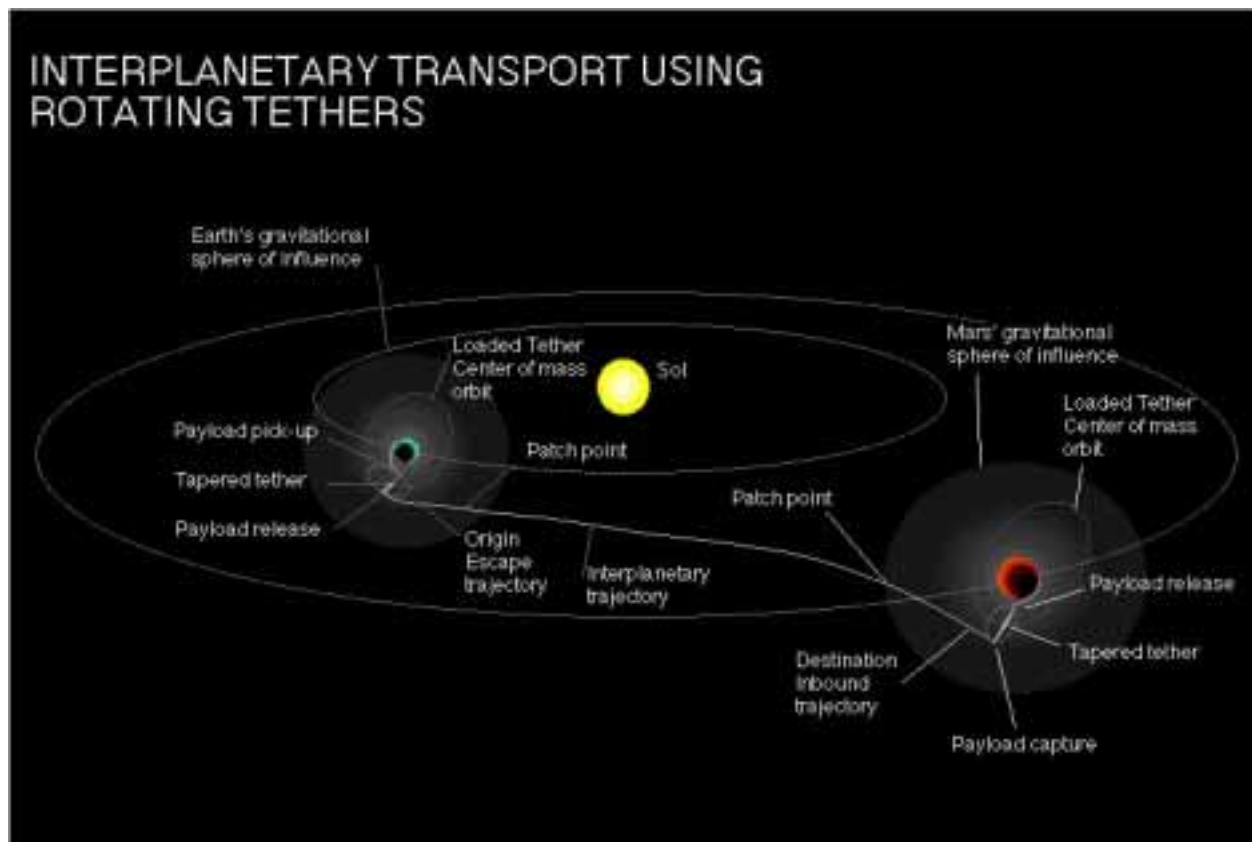 INTERPLANETARY TRANSPORT USING
ROTATING TETHERS
Earth's gravitational
sphere of influence
Loaded Tether
Center of mass
orbit
Sol
Mars' gravitational
sphere of influence
Loaded Tether
Center of mass
orbit
Payload pick-up
Patch point
Tapered tether
Patch point
Payload release
Origin
Escape
trajectory
Interplanetary
trajectory
Payload release
Tapered tether
Destination
Inbound
trajectory
Payload capture